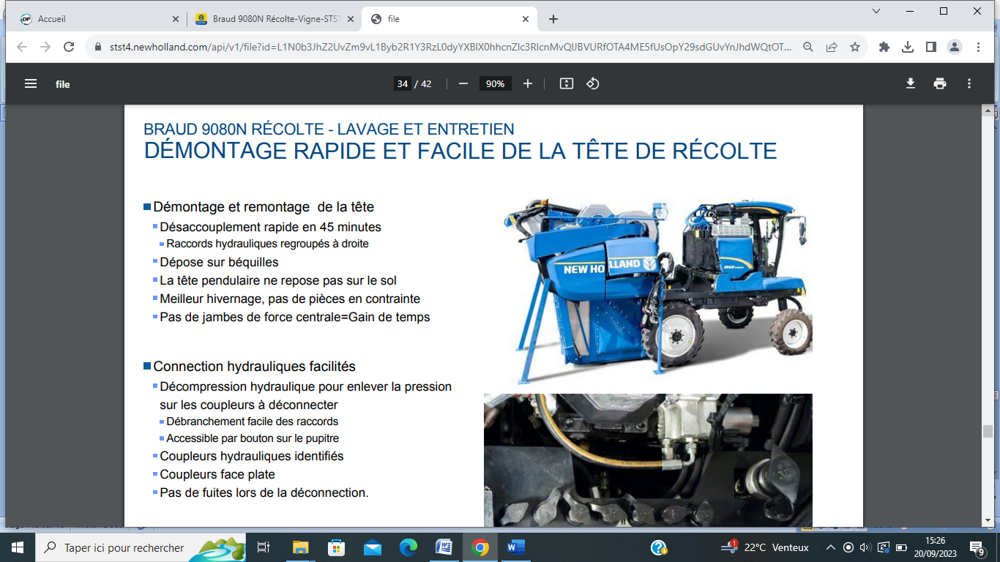 Accueil
Braud 9080N Récolte-Vigne-STST
file
stst4.newholland.com/api/v1/file?id=L1N0b3JhZ2UvZm9vL1Byb2R1Y3RzL0dyYXBlX0hhcnZlc3RlcnMvQlJBVURfOTA4ME5fUsOpY29sdGUvYnJhdWQtOT...
file
34 / 42
90%
BRAUD 9080N RÉCOLTE - LAVAGE ET ENTRETIEN
DÉMONTAGE RAPIDE ET FACILE DE LA TÊTE DE RÉCOLTE
Démontage et remontage de la tête
Désaccouplement rapide en 45 minutes
Raccords hydrauliques regroupés à droite
Dépose sur béquilles
La tête pendulaire ne repose pas sur le sol
Meilleur hivernage, pas de pièces en contrainte
Pas de jambes de force centrale=Gain de temps
NEW HOLLAND
Connection hydrauliques facilités
Décompression hydraulique pour enlever la pression
sur les coupleurs à déconnecter
Débranchement facile des raccords
Accessible par bouton sur le pupitre
Coupleurs hydrauliques identifiés
Coupleurs face plate
Pas de fuites lors de la déconnection.
Taper ici pour rechercher
1
22°C Venteux
15:26
20/09/2023
9